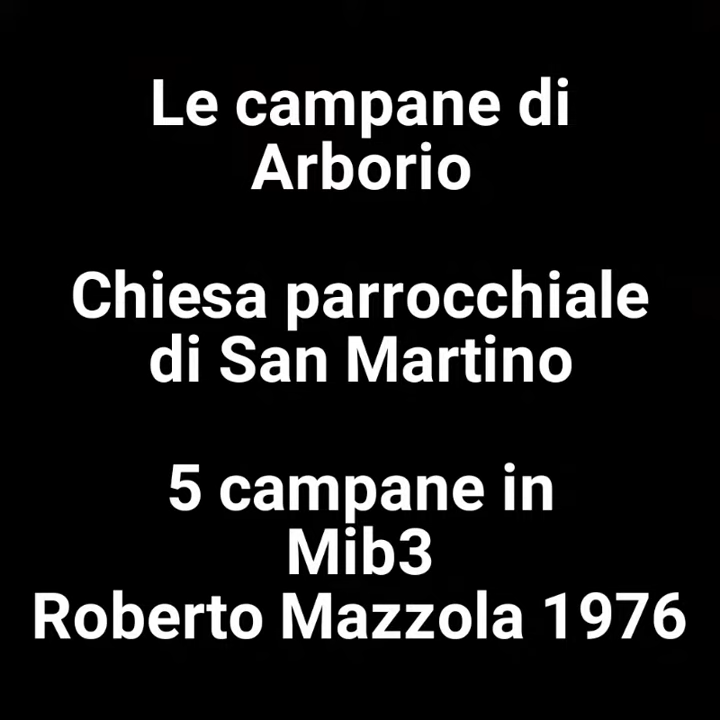 Le campane di
Arborio
Chiesa parrocchiale
di San Martino
5 campane in
Mib3
Roberto Mazzola 1976